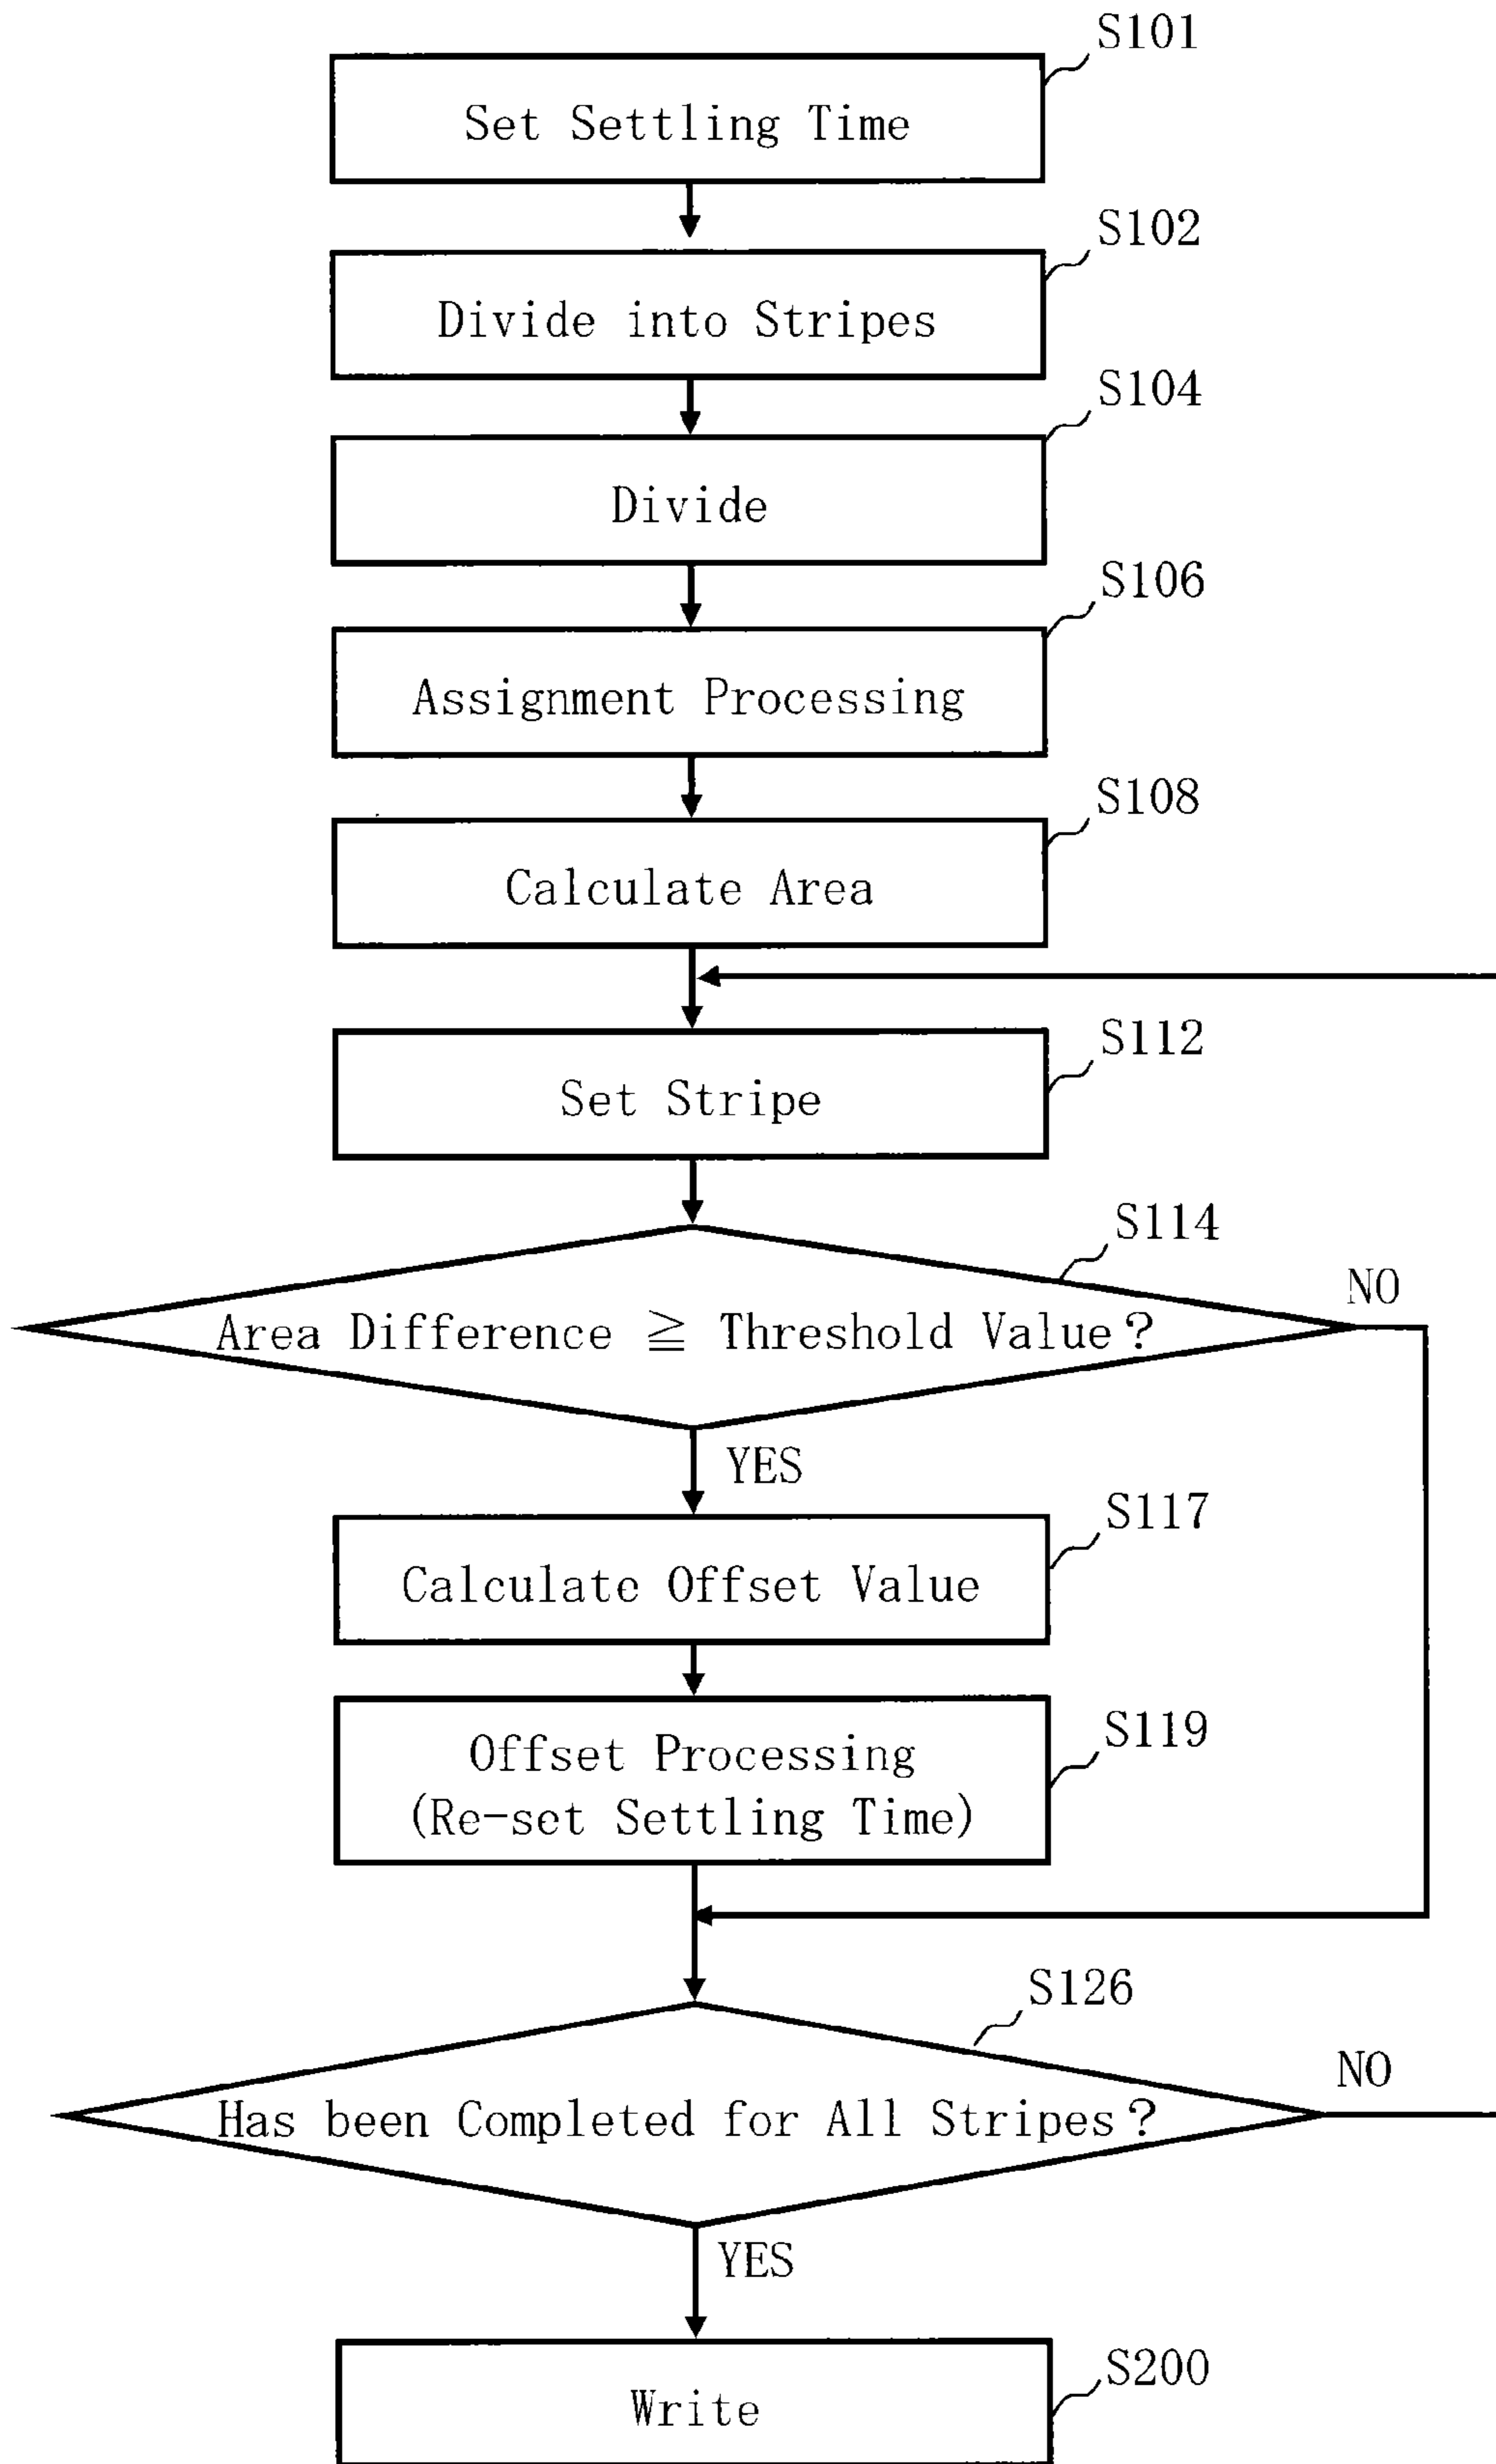 S101
Set Settling Time
S102
Divide into Stripes
S104
Divide
S106
Assignment Processing
S108
Calculate Area
S112
Set Stripe
S114
NO
Area Difference ≧ Threshold Value?
YES
S117
Calculate Offset Value
S119
Offset Processing
(Re-set Settling Time)
S126
NO
Has been Completed for All Stripes?
YES
S200
Write